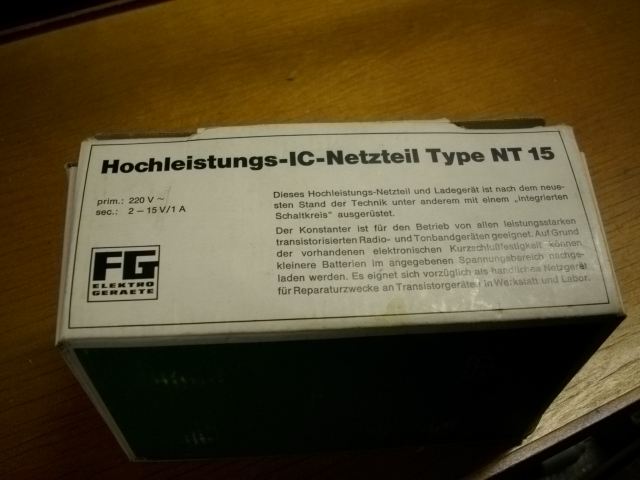 Hochleistungs-IC-Netzteil Type NT 15
prim.: 220 V ~
sec.: 2 – 15 V/1 A
Dieses Hochleistungs-Netzteil und Ladegerät ist nach dem neue-
sten Stand der Technik unter anderem mit einem „integrierten
Schaltkreis" ausgerüstet.
Der Konstanter ist für den Betrieb von allen leistungsstarken
transistorisierten Radio- und Tonbandgeräten geeignet. Auf Grund
der vorhandenen elektronischen Kurzschlußfestigkeit können
kleinere Batterien im angegebenen Spannungsbereich nachge-
laden werden. Es eignet sich vorzüglich als handliches Netzgerät
für Reparaturzwecke an Transistorgeräten in Werkstatt und Labor.
FG
ELEKTRO
GERAETE